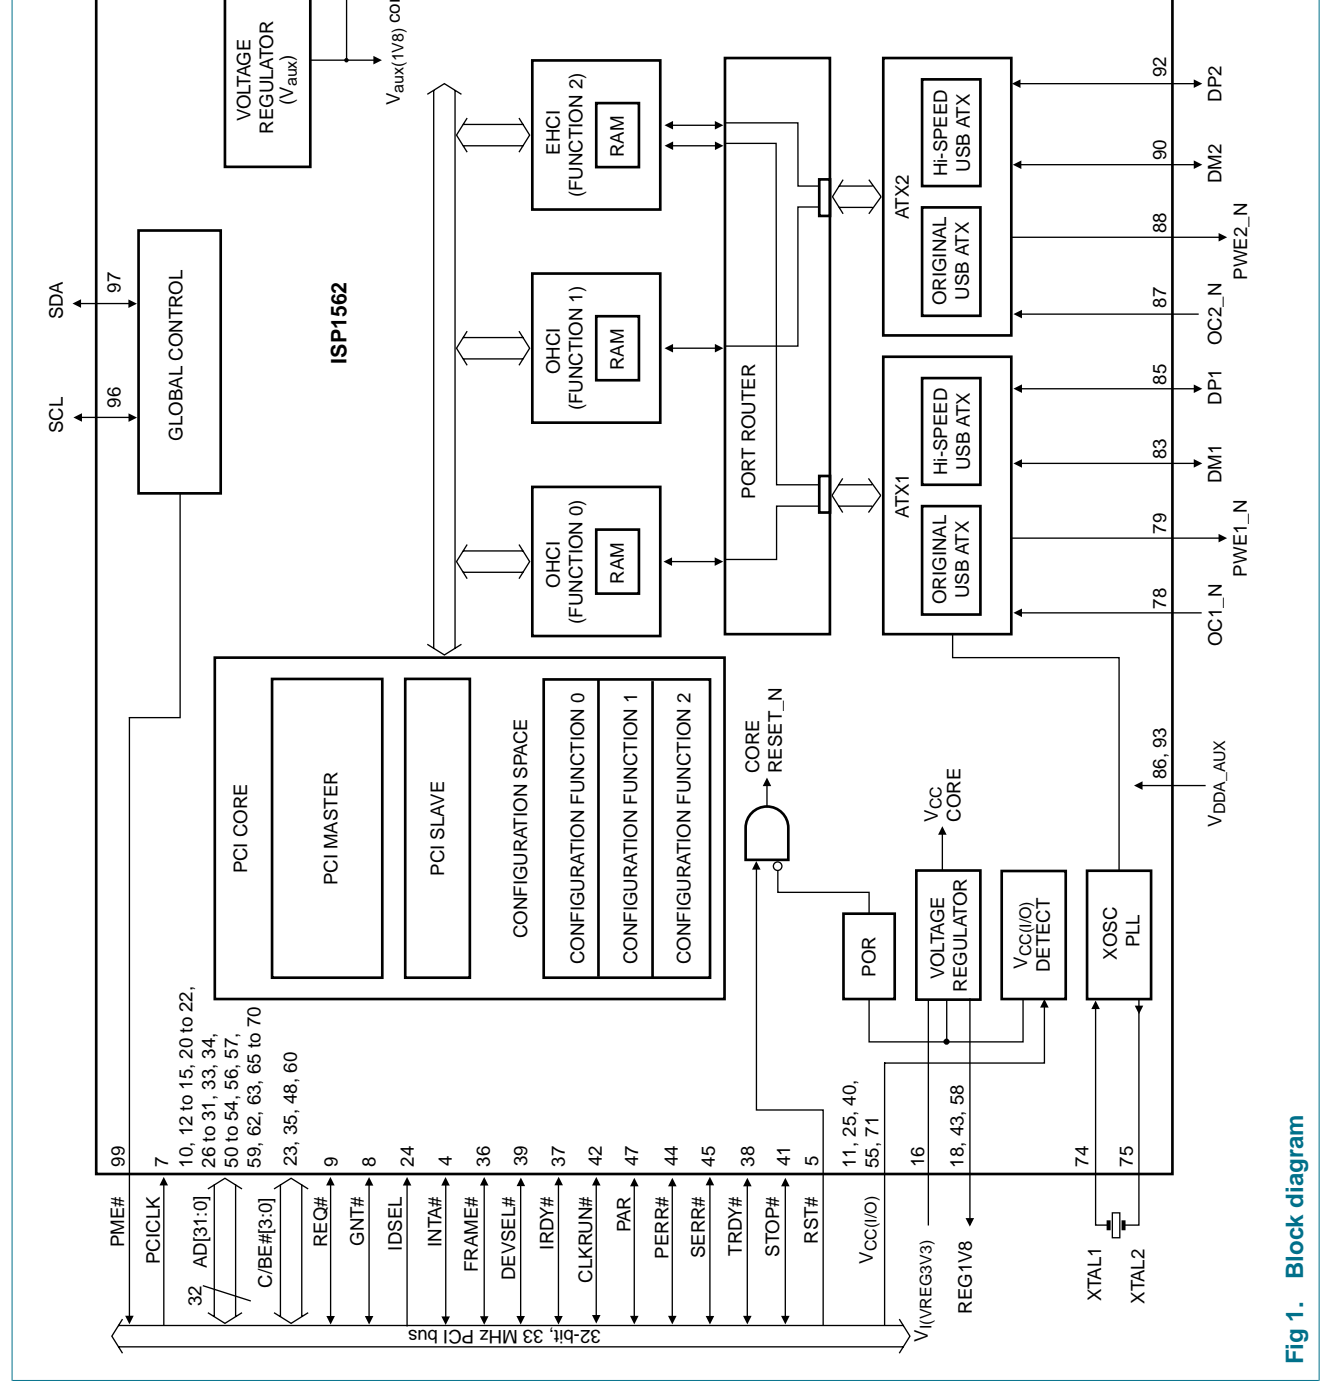 32-bit, 33 MHz PCI bus
PME#
99
PCICLK
7
AD[31:0]
32
10, 12 to 15, 20 to 22,
26 to 31, 33, 34,
50 to 54, 56, 57,
59, 62, 63, 65 to 70
C/BE#[3:0]
23, 35, 48, 60
REQ#
9
GNT#
8
IDSEL
24
INTA#
4
FRAME#
36
DEVSEL#
39
IRDY#
37
CLKRUN#
42
PAR
47
PERR#
44
SERR#
45
TRDY#
38
STOP#
41
RST#
5
VCC(I/O)
11, 25, 40,
55, 71
VI(VREG3V3)
16
REG1V8
18, 43, 58
XTAL1
74
XTAL2
75
SCL
96
SDA
97
GLOBAL CONTROL
VOLTAGE
REGULATOR
(Vaux)
Vaux(1V8)
ISP1562
PCI CORE
PCI MASTER
PCI SLAVE
CONFIGURATION SPACE
CONFIGURATION FUNCTION 0
CONFIGURATION FUNCTION 1
CONFIGURATION FUNCTION 2
CORE
RESET_N
POR
VOLTAGE
REGULATOR
VCC
CORE
VCC(I/O)
DETECT
XOSC
PLL
OHCI
(FUNCTION 0)
RAM
OHCI
(FUNCTION 1)
RAM
EHCI
(FUNCTION 2)
RAM
PORT ROUTER
ATX1
ORIGINAL
USB ATX
Hi-SPEED
USB ATX
ATX2
ORIGINAL
USB ATX
Hi-SPEED
USB ATX
86, 93
VDDA_AUX
78
OC1_N
79
PWE1_N
83
DM1
85
DP1
87
OC2_N
88
PWE2_N
90
DM2
92
DP2
Fig 1. Block diagram